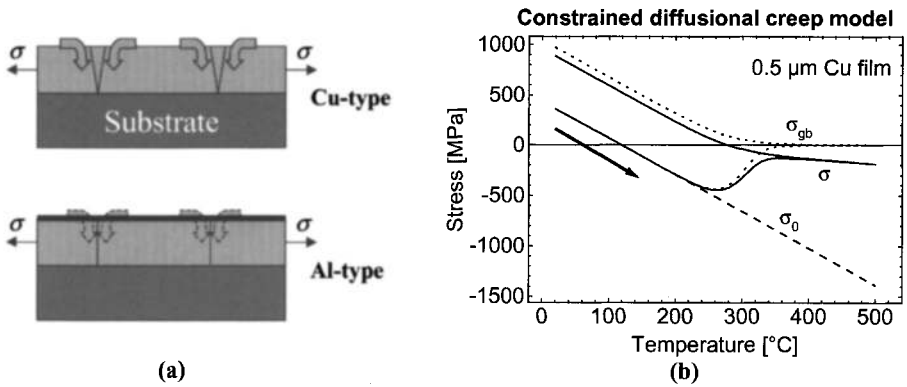 σ
σ
Cu-type
Substrate
σ
σ
Al-type
(a)
Constrained diffusional creep model
1000
500
0
-500
-1000
-1500
Stress [MPa]
0.5 μm Cu film
σgb
σ
σ0
0 100 200 300 400 500
Temperature [°C]
(b)